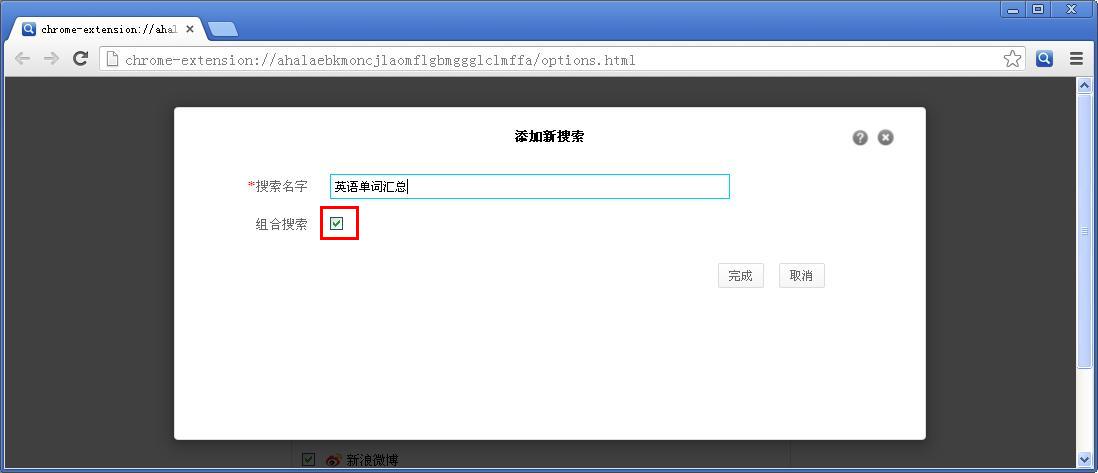 chrome-extension://ahal
chrome-extension://ahalaebkmoncjlaomflgbmggglclmffa/options.html
添加新搜索
*搜索名字 英语单词汇总
组合搜索
完成 取消
新浪微博